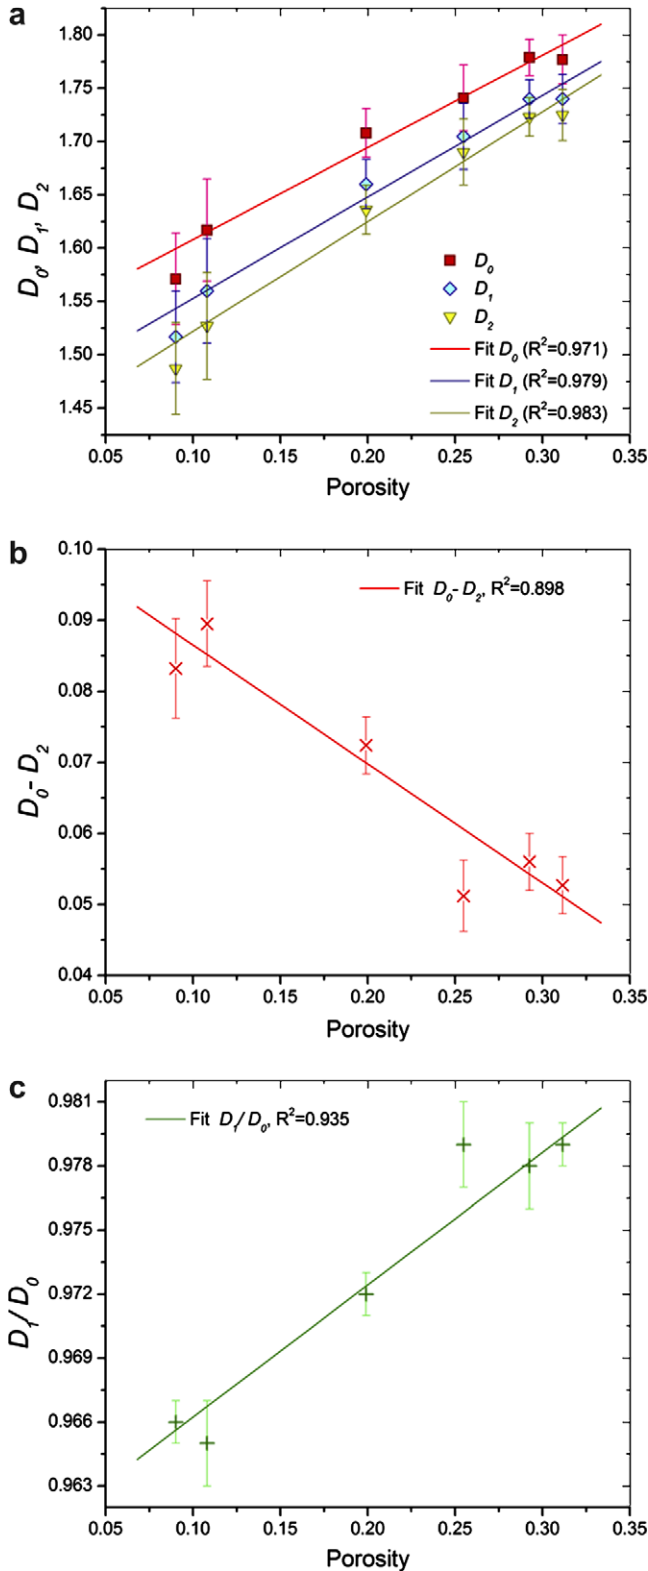 a
1.80
1.75
1.70
1.65
1.60
1.55
1.50
1.45
D0, D1, D2
D0
D1
D2
Fit D0 (R2=0.971)
Fit D1 (R2=0.979)
Fit D2 (R2=0.983)
0.05 0.10 0.15 0.20 0.25 0.30 0.35
Porosity
b
0.10
0.09
0.08
0.07
0.06
0.05
0.04
D0- D2
Fit D0- D2, R2=0.898
0.05 0.10 0.15 0.20 0.25 0.30 0.35
Porosity
c
0.981
0.978
0.975
0.972
0.969
0.966
0.963
D1/ D0
Fit D1/ D0, R2=0.935
0.05 0.10 0.15 0.20 0.25 0.30 0.35
Porosity